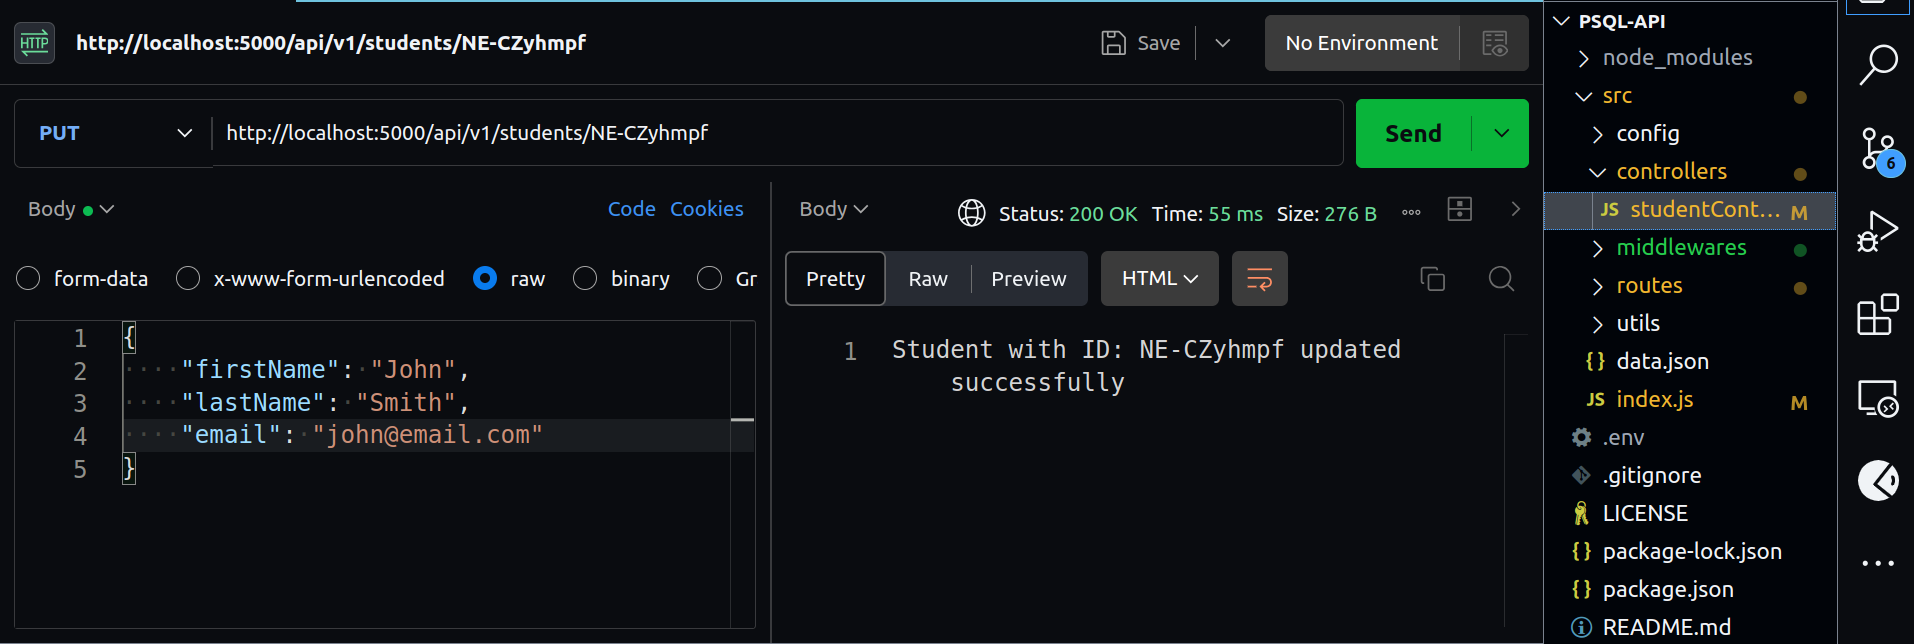 HTTP
http://localhost:5000/api/v1/students/NE-CZyhmpf
Save
No Environment
PUT
http://localhost:5000/api/v1/students/NE-CZyhmpf
Send
Body
Code Cookies
form-data x-www-form-urlencoded raw binary Gr
1 {
2 "firstName": "John",
3 "lastName": "Smith",
4 "email": "john@email.com"
5 }
Body
Status: 200 OK Time: 55 ms Size: 276 B
Pretty Raw Preview HTML
1 Student with ID: NE-CZyhmpf updated
successfully
PSQL-API
node_modules
src
config
controllers
JS studentCont... M
middlewares
routes
utils
{} data.json
JS index.js M
.env
.gitignore
LICENSE
{} package-lock.json
{} package.json
README.md
6